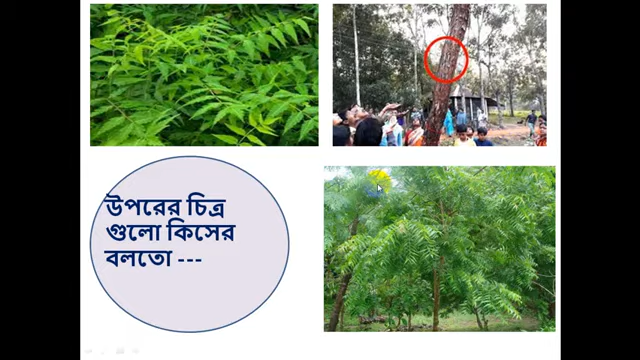 উপরের চিত্র
গুলো কিসের
বলতো ---